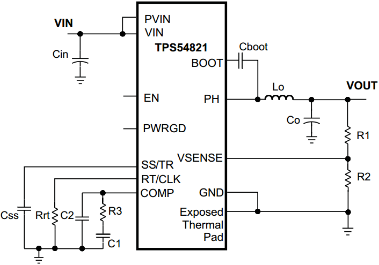 VIN
PVIN
VIN
TPS54821
Cboot
Cin
BOOT
Lo
VOUT
EN
PH
Co
R1
PWRGD
VSENSE
SS/TR
RT/CLK
R2
COMP
GND
Css
Rrt
C2
R3
C1
Exposed
Thermal
Pad